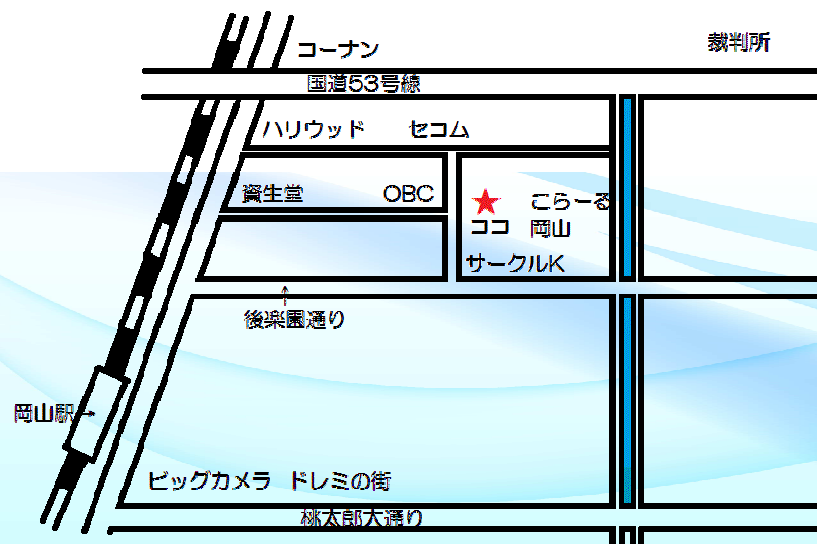 コーナン
裁判所
国道53号線
ハリウッド
セコム
資生堂
OBC
★
こらーる
ココ
岡山
サークルK
↑
後楽園通り
岡山駅→
ビックカメラ
ドレミの街
桃太郎大通り